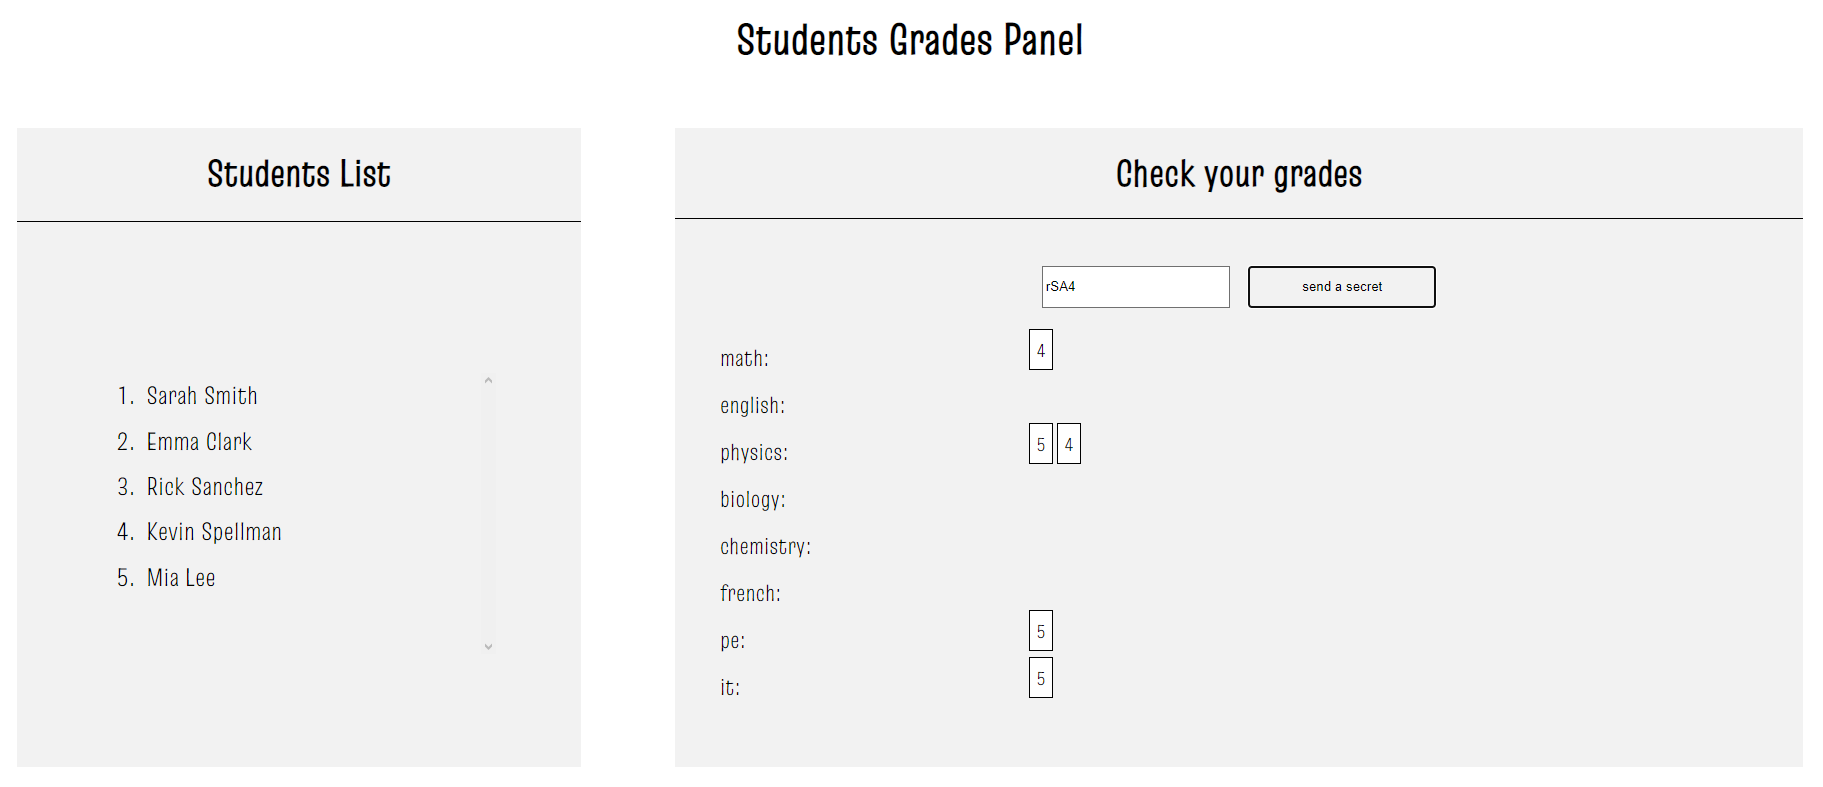 Students Grades Panel
Students List
1. Sarah Smith
2. Emma Clark
3. Rick Sanchez
4. Kevin Spellman
5. Mia Lee
Check your grades
rSA4 send a secret
math: 4
english:
physics: 5 4
biology:
chemistry:
french:
pe: 5
it: 5